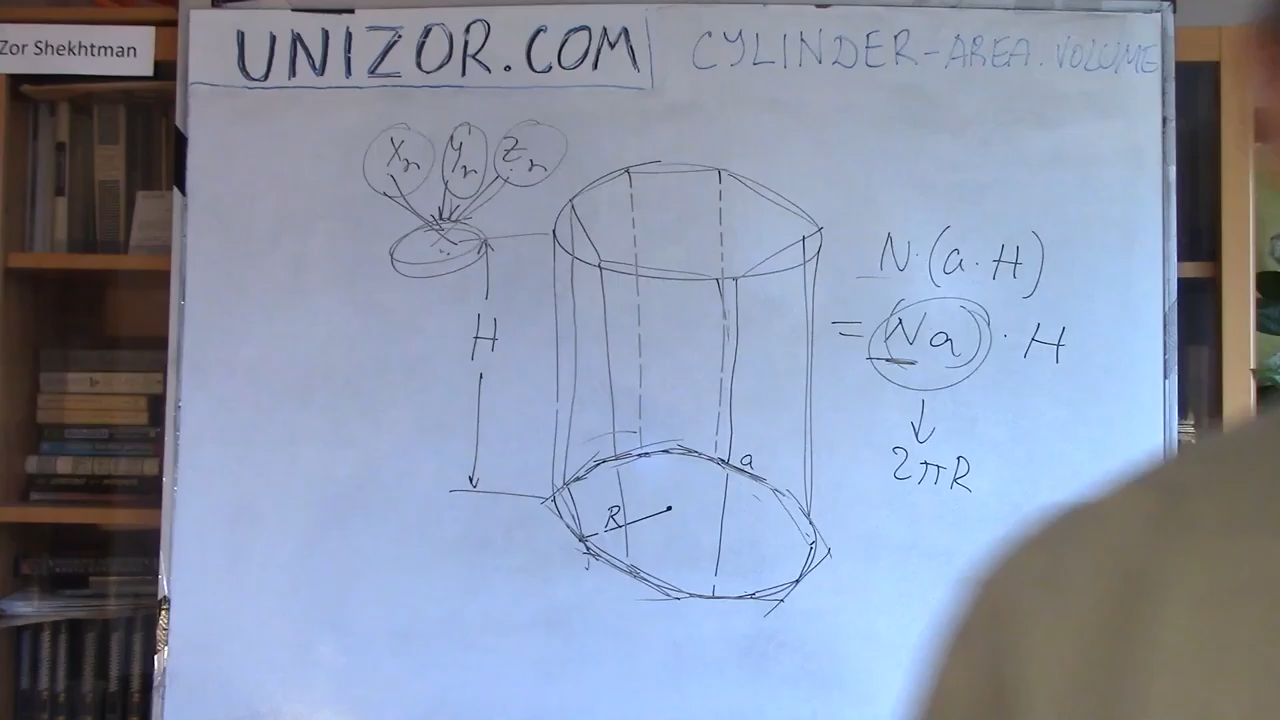 Zor Shekhtman
UNIZOR.COM
CYLINDER-AREA.VOLUME
Xn Yn Zn
H
R
a
N·(a·H)
= (Na)·H
↓
2πR